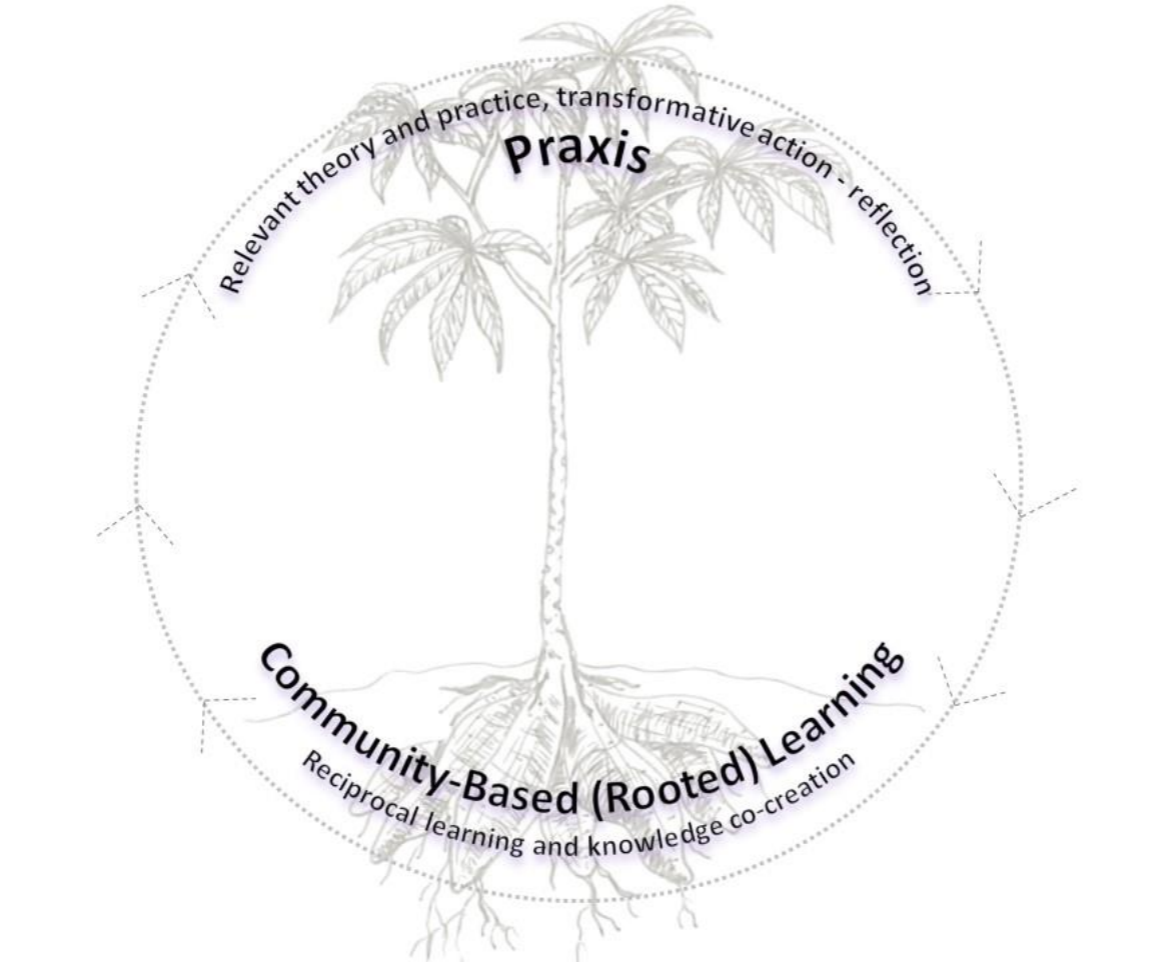 Relevant theory and practice, transformative action - reflection
Praxis
Community-Based (Rooted) Learning
Reciprocal learning and knowledge co-creation